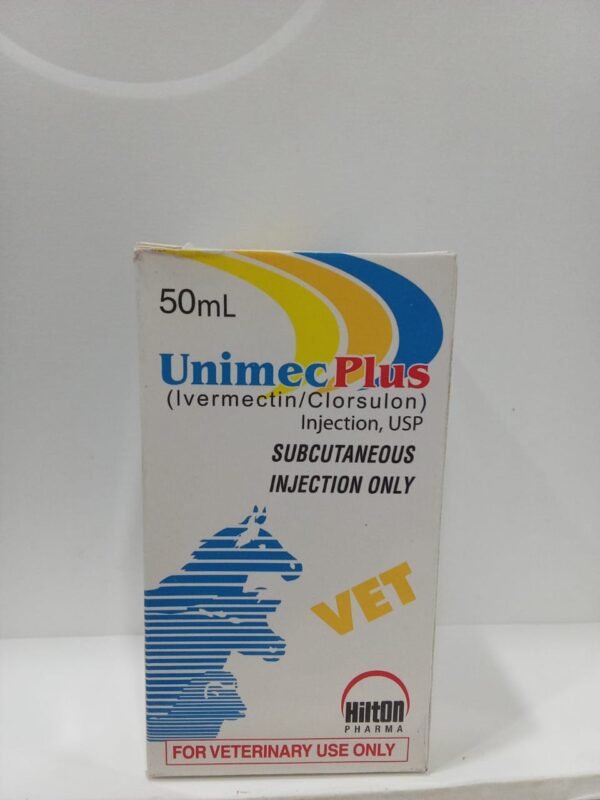 50mL
UnimecPlus
(Ivermectin/Clorsulon)
Injection, USP
SUBCUTANEOUS
INJECTION ONLY
VET
HiltOn
PHARMA
FOR VETERINARY USE ONLY